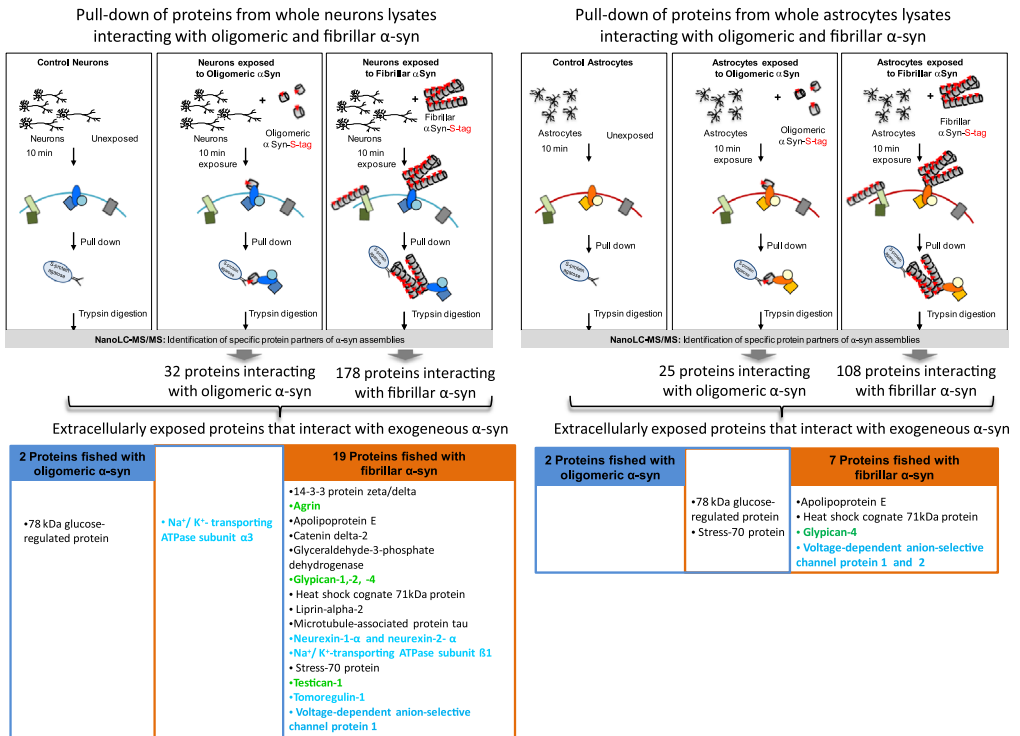 Pull-down of proteins from whole neurons lysates
interacting with oligomeric and fibrillar α-syn
Control Neurons
Neurons
Unexposed
10 min
Pull down
S-protein
agarose
Trypsin digestion
Neurons exposed
to Oligomeric αSyn
+
Neurons
Oligomeric
α Syn-S-tag
10 min
exposure
Pull down
S-protein
agarose
Trypsin digestion
Neurons exposed
to Fibrillar αSyn
+
Neurons
Fibrillar
αSyn-S-tag
10 min
exposure
Pull down
S-protein
agarose
Trypsin digestion
NanoLC-MS/MS: Identification of specific protein partners of α-syn assemblies
32 proteins interacting
with oligomeric α-syn
178 proteins interacting
with fibrillar α-syn
Extracellularly exposed proteins that interact with exogeneous α-syn
2 Proteins fished with
oligomeric α-syn
•78 kDa glucose-
regulated protein
• Na⁺/ K⁺- transporting
ATPase subunit α3
19 Proteins fished with
fibrillar α-syn
•14-3-3 protein zeta/delta
•Agrin
•Apolipoprotein E
•Catenin delta-2
•Glyceraldehyde-3-phosphate
dehydrogenase
•Glypican-1,-2, -4
• Heat shock cognate 71kDa protein
• Liprin-alpha-2
•Microtubule-associated protein tau
•Neurexin-1-α and neurexin-2- α
•Na⁺/ K⁺-transporting ATPase subunit ß1
• Stress-70 protein
•Testican-1
•Tomoregulin-1
• Voltage-dependent anion-selective
channel protein 1
Pull-down of proteins from whole astrocytes lysates
interacting with oligomeric and fibrillar α-syn
Control Astrocytes
Astrocytes
Unexposed
10 min
Pull down
S-protein
agarose
Trypsin digestion
Astrocytes exposed
to Oligomeric αSyn
+
Astrocytes
Oligomeric
α Syn-S-tag
10 min
exposure
Pull down
S-protein
agarose
Trypsin digestion
Astrocytes exposed
to Fibrillar αSyn
+
Astrocytes
Fibrillar
αSyn-S-tag
10 min
exposure
Pull down
S-protein
agarose
Trypsin digestion
NanoLC-MS/MS: Identification of specific protein partners of α-syn assemblies
25 proteins interacting
with oligomeric α-syn
108 proteins interacting
with fibrillar α-syn
Extracellularly exposed proteins that interact with exogeneous α-syn
2 Proteins fished with
oligomeric α-syn
•78 kDa glucose-
regulated protein
• Stress-70 protein
7 Proteins fished with
fibrillar α-syn
•Apolipoprotein E
• Heat shock cognate 71kDa protein
• Glypican-4
• Voltage-dependent anion-selective
channel protein 1 and 2